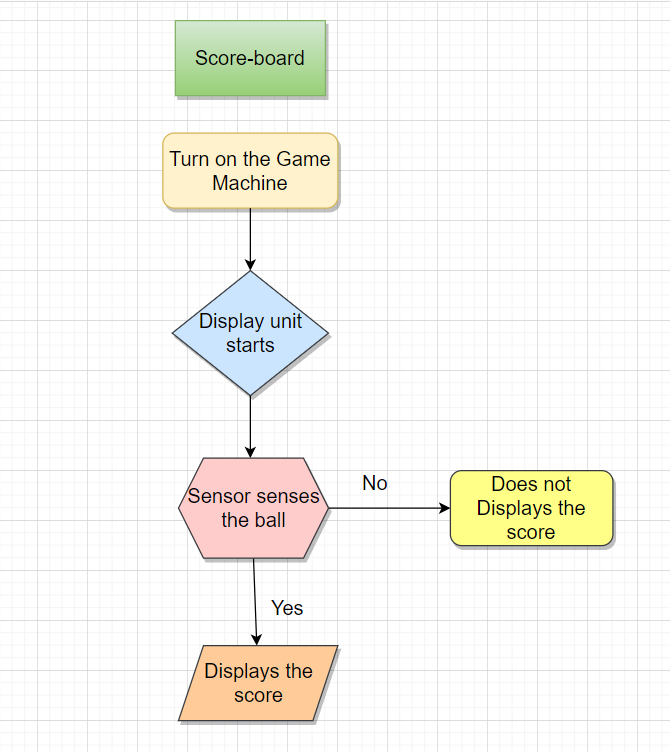 Score-board
Turn on the Game
Machine
Display unit
starts
Sensor senses
the ball
No
Does not
Displays the
score
Yes
Displays the
score